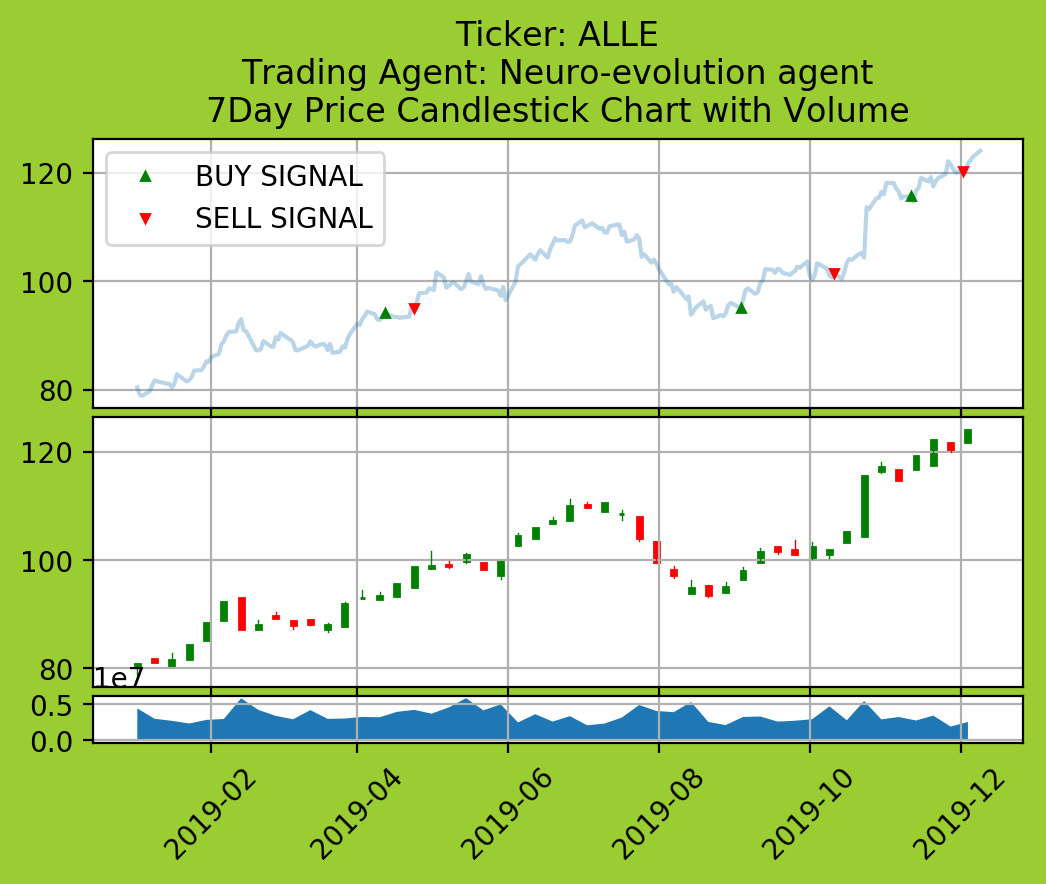 Ticker: ALLE
Trading Agent: Neuro-evolution agent
7Day Price Candlestick Chart with Volume
BUY SIGNAL
SELL SIGNAL
120
100
80
120
100
80
1e7
0.5
0.0
2019-02
2019-04
2019-06
2019-08
2019-10
2019-12